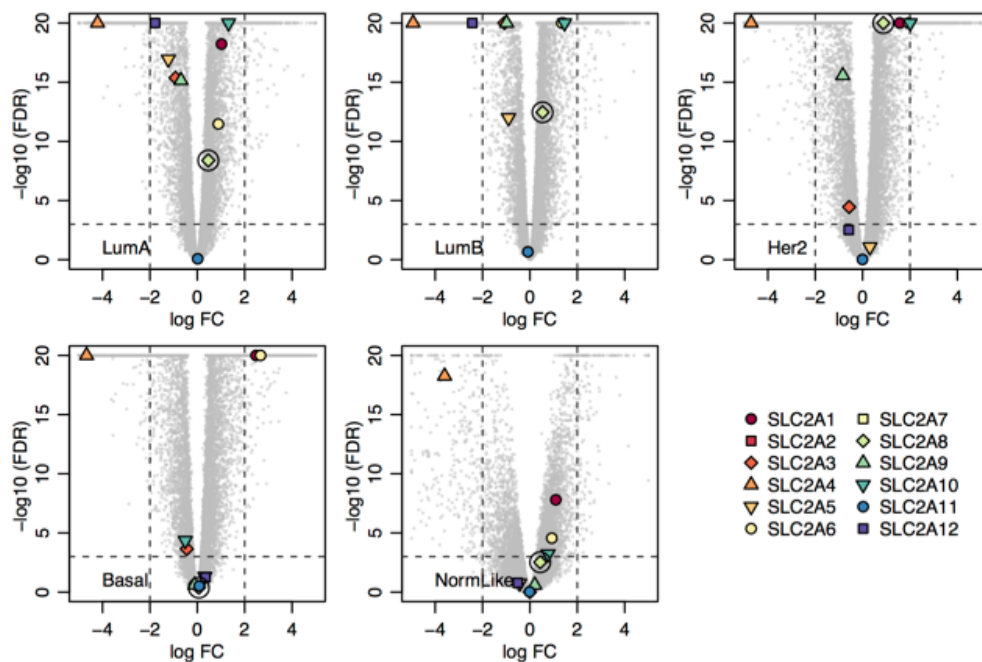 20
15
10
5
0
−log10 (FDR)
LumA
−4 −2 0 2 4
log FC
20
15
10
5
0
−log10 (FDR)
LumB
−4 −2 0 2 4
log FC
20
15
10
5
0
−log10 (FDR)
Her2
−4 −2 0 2 4
log FC
20
15
10
5
0
−log10 (FDR)
Basal
−4 −2 0 2 4
log FC
20
15
10
5
0
−log10 (FDR)
NormLike
−4 −2 0 2 4
log FC
SLC2A1 SLC2A7
SLC2A2 SLC2A8
SLC2A3 SLC2A9
SLC2A4 SLC2A10
SLC2A5 SLC2A11
SLC2A6 SLC2A12